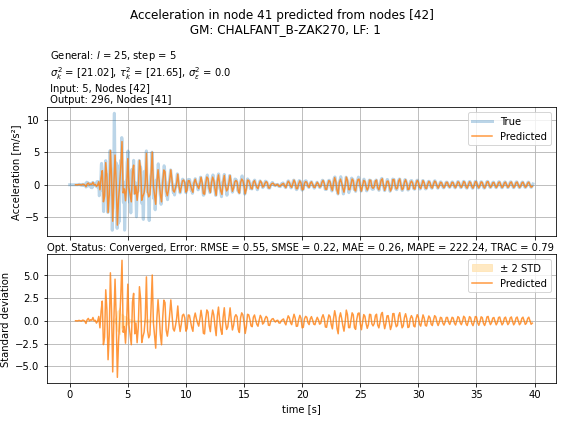 Acceleration in node 41 predicted from nodes [42]
GM: CHALFANT_B-ZAK270, LF: 1
General: l = 25, step = 5
σ²ₖ = [21.02], τ²ₖ = [21.65], σ²ε = 0.0
Input: 5, Nodes [42]
Output: 296, Nodes [41]
10
5
0
−5
Acceleration [m/s²]
True
Predicted
Opt. Status: Converged, Error: RMSE = 0.55, SMSE = 0.22, MAE = 0.26, MAPE = 222.24, TRAC = 0.79
5.0
2.5
0.0
−2.5
−5.0
Standard deviation
± 2 STD
Predicted
0 5 10 15 20 25 30 35 40
time [s]